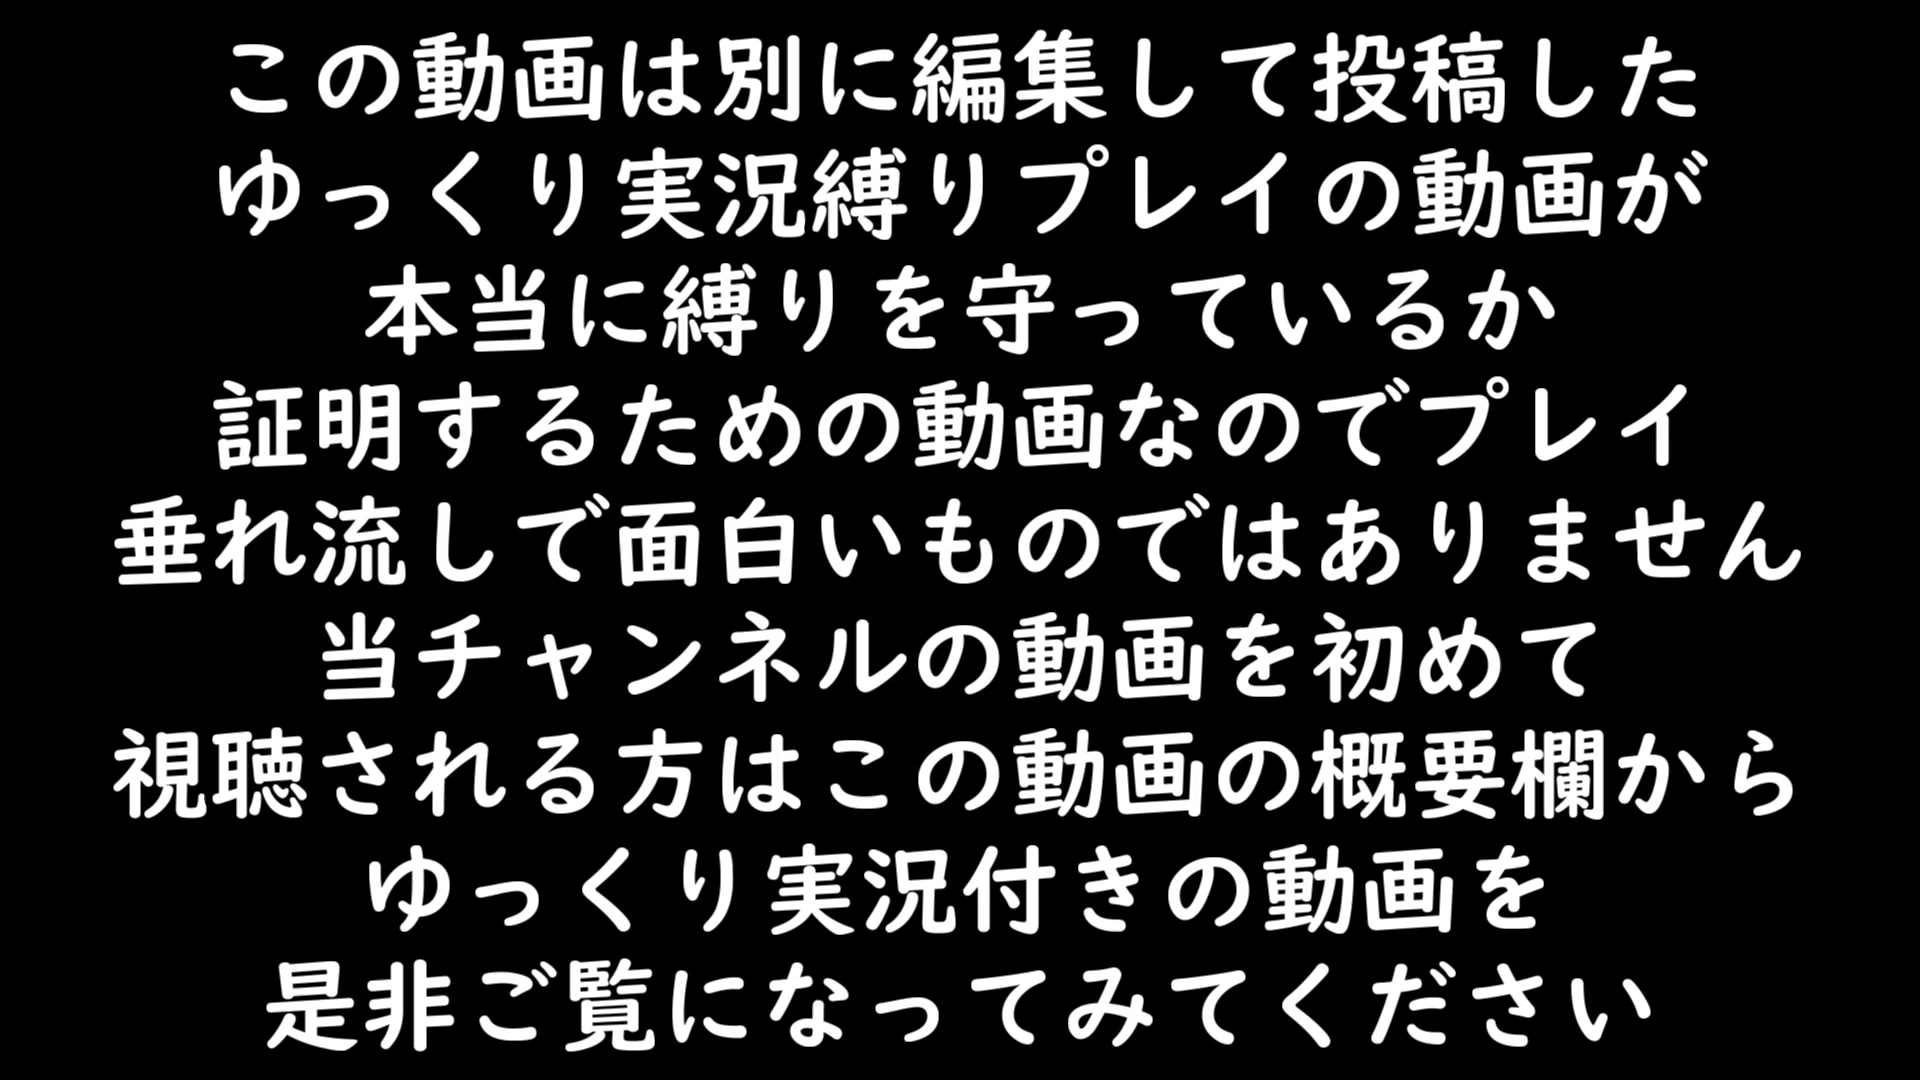 この動画は別に編集して投稿した
ゆっくり実況縛りプレイの動画が
本当に縛りを守っているか
証明するための動画なのでプレイ
垂れ流しで面白いものではありません
当チャンネルの動画を初めて
視聴される方はこの動画の概要欄から
ゆっくり実況付きの動画を
是非ご覧になってみてください